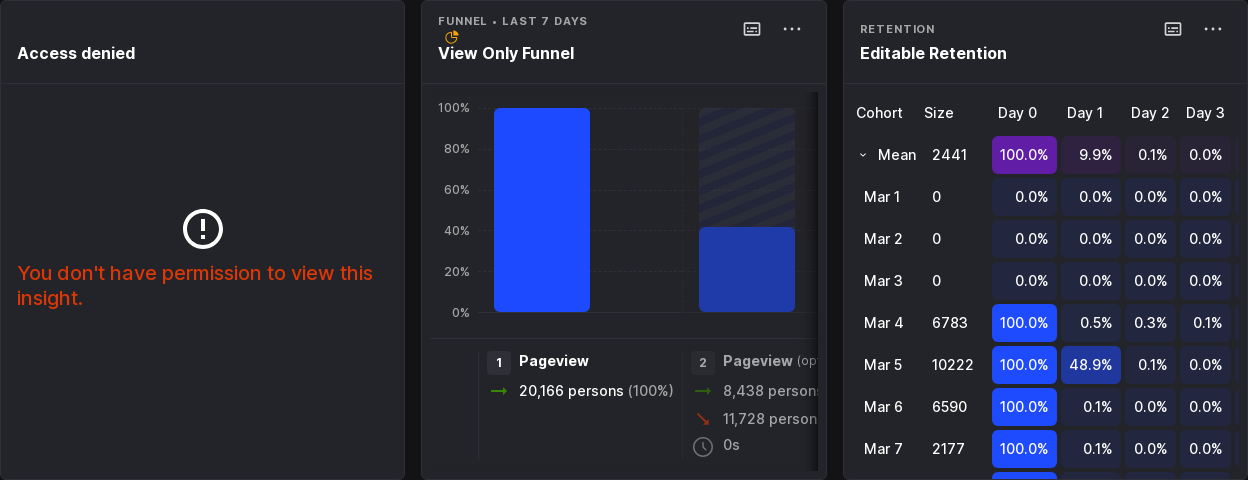 Access denied
You don't have permission to view this
insight.
FUNNEL • LAST 7 DAYS
View Only Funnel
100%
80%
60%
40%
20%
0%
1 Pageview
20,166 persons (100%)
2 Pageview
8,438
11,728
0s
RETENTION
Editable Retention
Cohort Size Day 0 Day 1 Day 2 Day 3
Mean 2441 100.0% 9.9% 0.1% 0.0%
Mar 1 0 0.0% 0.0% 0.0% 0.0%
Mar 2 0 0.0% 0.0% 0.0% 0.0%
Mar 3 0 0.0% 0.0% 0.0% 0.0%
Mar 4 6783 100.0% 0.5% 0.3% 0.1%
Mar 5 10222 100.0% 48.9% 0.1% 0.0%
Mar 6 6590 100.0% 0.1% 0.0% 0.0%
Mar 7 2177 100.0% 0.1% 0.0% 0.0%